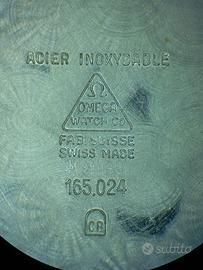 ACIER INOXYDABLE
Ω
OMEGA
WATCH CO
FAB. SUISSE
SWISS MADE
165.024
CB
subito